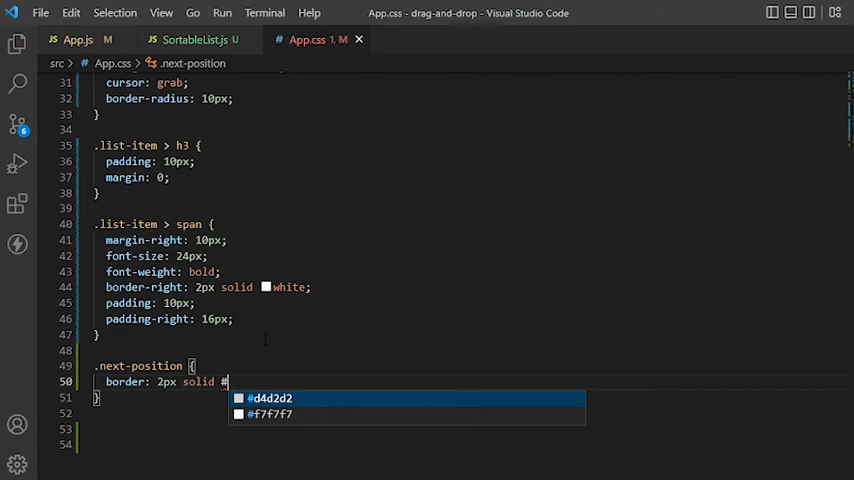 File Edit Selection View Go Run Terminal Help App.css - drag-and-drop - Visual Studio Code
App.js M SortableList.js U App.css 1, M
src > App.css > .next-position
31 cursor: grab;
32 border-radius: 10px;
33 }
34
35 .list-item > h3 {
36 padding: 10px;
37 margin: 0;
38 }
39
40 .list-item > span {
41 margin-right: 10px;
42 font-size: 24px;
43 font-weight: bold;
44 border-right: 2px solid white;
45 padding: 10px;
46 padding-right: 16px;
47 }
48
49 .next-position {
50 border: 2px solid #
51 }
#d4d2d2
52
#f7f7f7
53
54
6